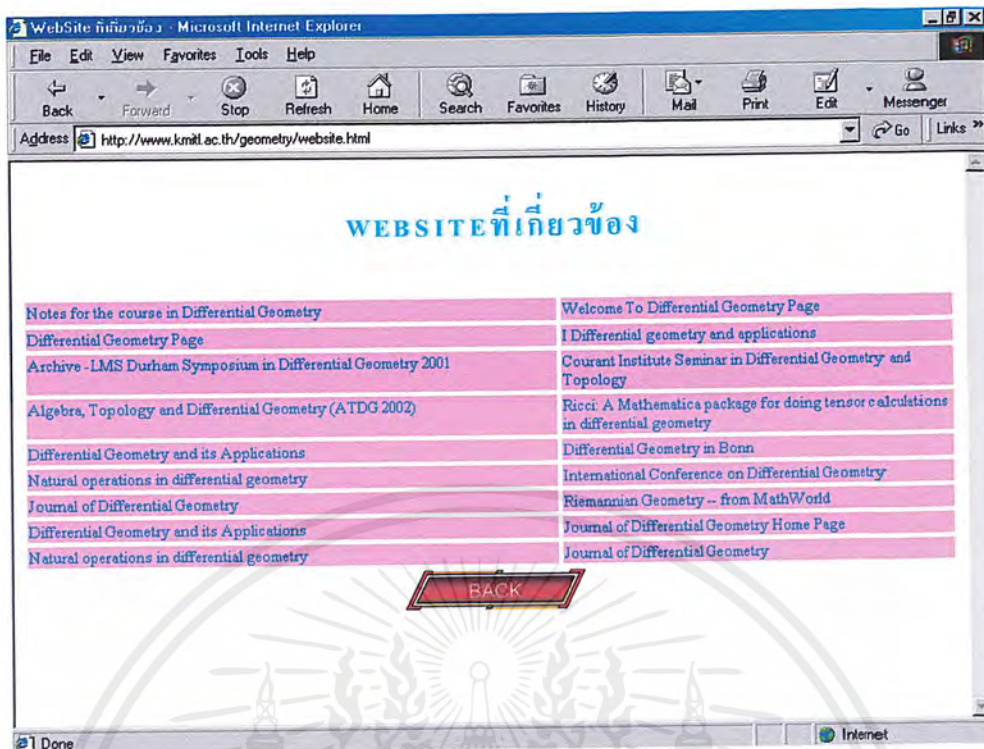 WebSite ที่เกี่ยวข้อง - Microsoft Internet Explorer
File Edit View Favorites Tools Help
Back Forward Stop Refresh Home Search Favorites History Mail Print Edit Messenger
Address http://www.kmitl.ac.th/geometry/website.html Go Links »
WEBSITEที่เกี่ยวข้อง
Notes for the course in Differential Geometry
Welcome To Differential Geometry Page
Differential Geometry Page
I Differential geometry and applications
Archive -LMS Durham Symposium in Differential Geometry 2001
Courant Institute Seminar in Differential Geometry and
Topology
Algebra, Topology and Differential Geometry (ATDG 2002)
Ricci: A Mathematica package for doing tensor calculations
in differential geometry
Differential Geometry and its Applications
Differential Geometry in Bonn
Natural operations in differential geometry
International Conference on Differential Geometry
Journal of Differential Geometry
Riemannian Geometry -- from MathWorld
Differential Geometry and its Applications
Journal of Differential Geometry Home Page
Natural operations in differential geometry
Journal of Differential Geometry
BACK
Done Internet